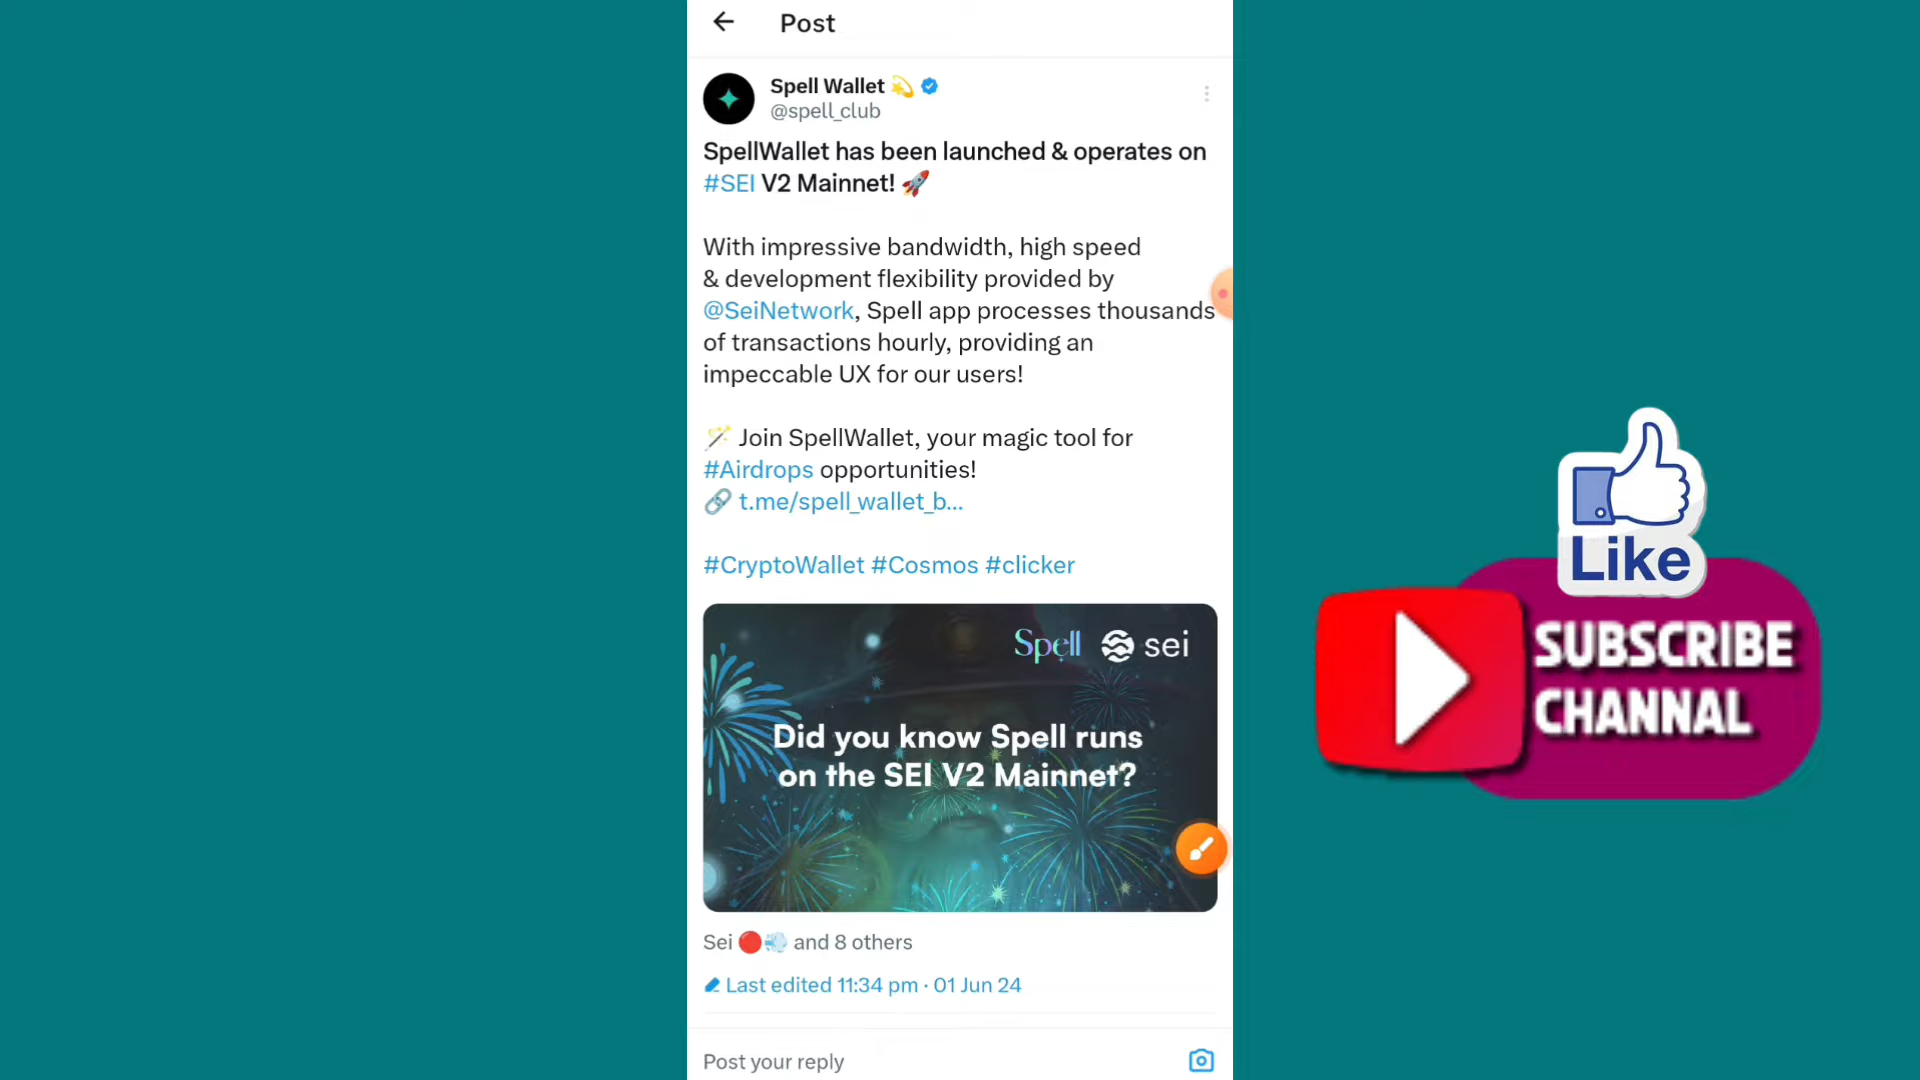 Post
Spell Wallet
@spell_club
SpellWallet has been launched & operates on
#SEI V2 Mainnet! 🚀
With impressive bandwidth, high speed
& development flexibility provided by
@SeiNetwork, Spell app processes thousands
of transactions hourly, providing an
impeccable UX for our users!
🪄 Join SpellWallet, your magic tool for
#Airdrops opportunities!
🔗 t.me/spell_wallet_b...
#CryptoWallet #Cosmos #clicker
Spell sei
Did you know Spell runs
on the SEI V2 Mainnet?
Sei 🔴💨 and 8 others
Last edited 11:34 pm · 01 Jun 24
Post your reply
Like
SUBSCRIBE
CHANNAL